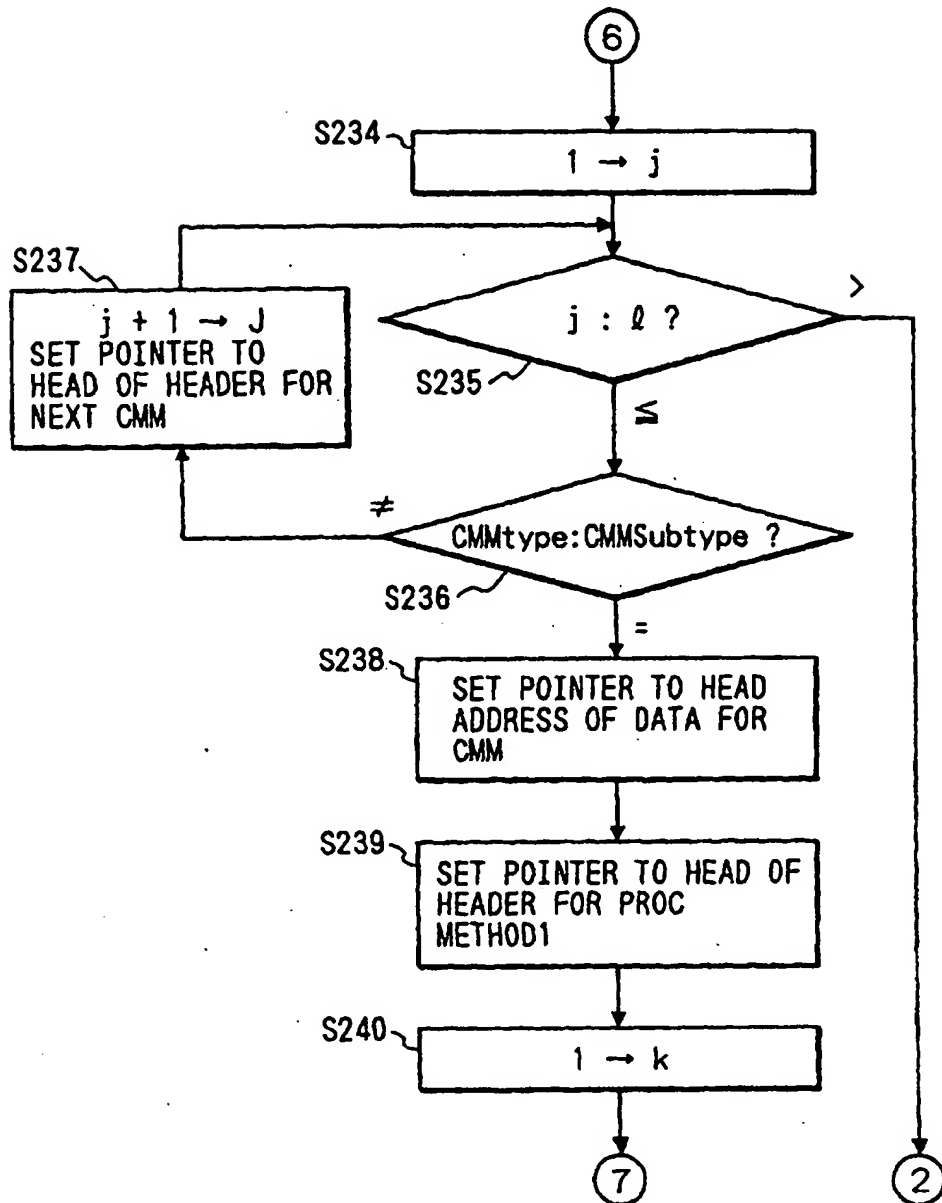 6
S234
1 → j
S237
j + 1 → J
SET POINTER TO
HEAD OF HEADER FOR
NEXT CMM
j : ℓ ?
>
S235
≦
≠
CMMtype:CMMSubtype ?
S236
=
S238
SET POINTER TO HEAD
ADDRESS OF DATA FOR
CMM
S239
SET POINTER TO HEAD OF
HEADER FOR PROC
METHOD1
S240
1 → k
7
2